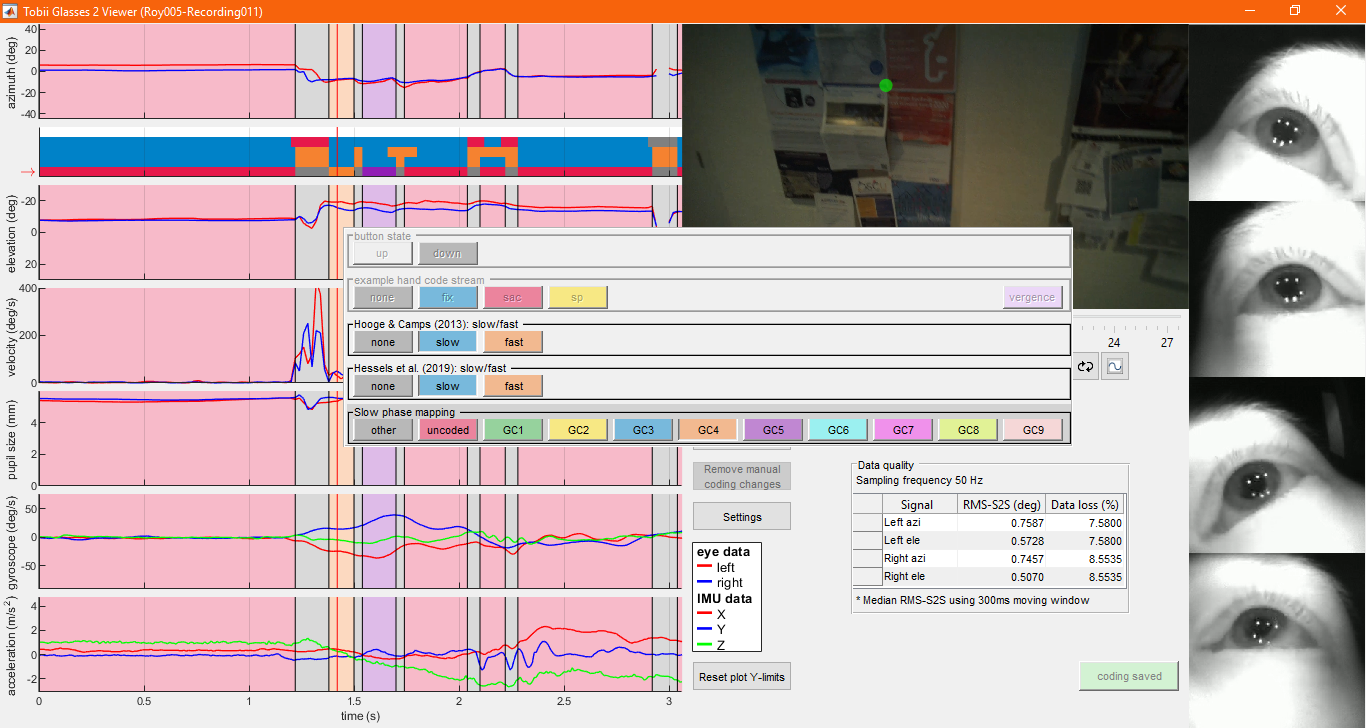 Tobii Glasses 2 Viewer (Roy005-Recording011)
azimuth (deg)
40
20
0
-20
-40
elevation (deg)
-20
0
20
velocity (deg/s)
400
200
0
pupil size (mm)
4
2
0
gyroscope (deg/s)
50
0
-50
acceleration (m/s²)
4
2
0
-2
0 0.5 1 1.5 2 2.5 3
time (s)
button state
up down
example hand code stream
none fix sac sp vergence
Hooge & Camps (2013): slow/fast
none slow fast
Hessels et al. (2019): slow/fast
none slow fast
Slow phase mapping
other uncoded GC1 GC2 GC3 GC4 GC5 GC6 GC7 GC8 GC9
24 27
Remove manual
coding changes
Settings
eye data
left
right
IMU data
X
Y
Z
Reset plot Y-limits
Data quality
Sampling frequency 50 Hz
Signal RMS-S2S (deg) Data loss (%)
Left azi 0.7587 7.5800
Left ele 0.5728 7.5800
Right azi 0.7457 8.5535
Right ele 0.5070 8.5535
* Median RMS-S2S using 300ms moving window
coding saved